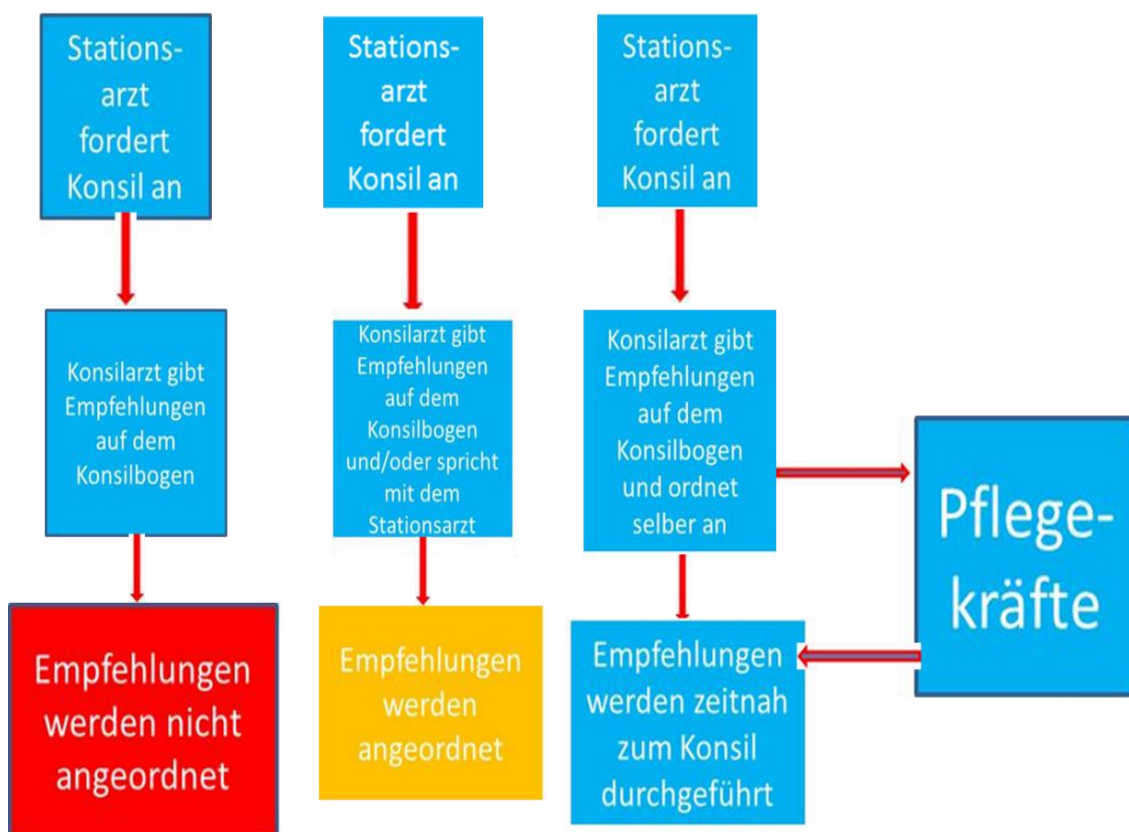 Stations-
arzt
fordert
Konsil an
Konsilarzt gibt
Empfehlungen
auf dem
Konsilbogen
Empfehlungen
werden nicht
angeordnet
Stations-
arzt
fordert
Konsil an
Konsilarzt gibt
Empfehlungen
auf dem
Konsilbogen
und/oder spricht
mit dem
Stationsarzt
Empfehlungen
werden
angeordnet
Stations-
arzt
fordert
Konsil an
Konsilarzt gibt
Empfehlungen
auf dem
Konsilbogen
und ordnet
selber an
Empfehlungen
werden zeitnah
zum Konsil
durchgeführt
Pflege-
kräfte